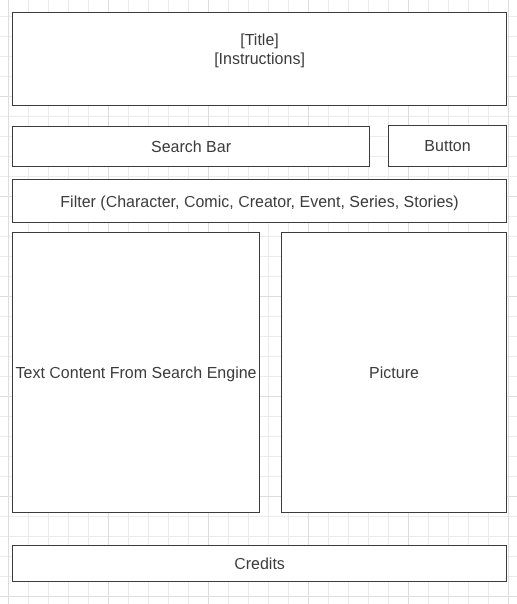 [Title]
[Instructions]
Search Bar
Button
Filter (Character, Comic, Creator, Event, Series, Stories)
Text Content From Search Engine
Picture
Credits